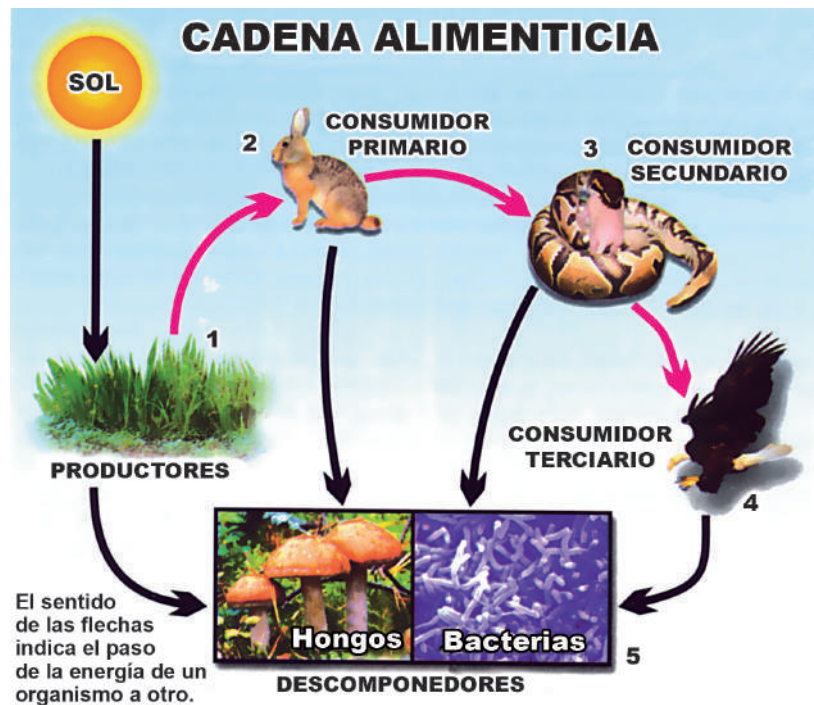 CADENA ALIMENTICIA
SOL
2
CONSUMIDOR
PRIMARIO
3
CONSUMIDOR
SECUNDARIO
1
PRODUCTORES
CONSUMIDOR
TERCIARIO
4
El sentido
de las flechas
indica el paso
de la energía de un
organismo a otro.
Hongos
Bacterias
5
DESCOMPONEDORES